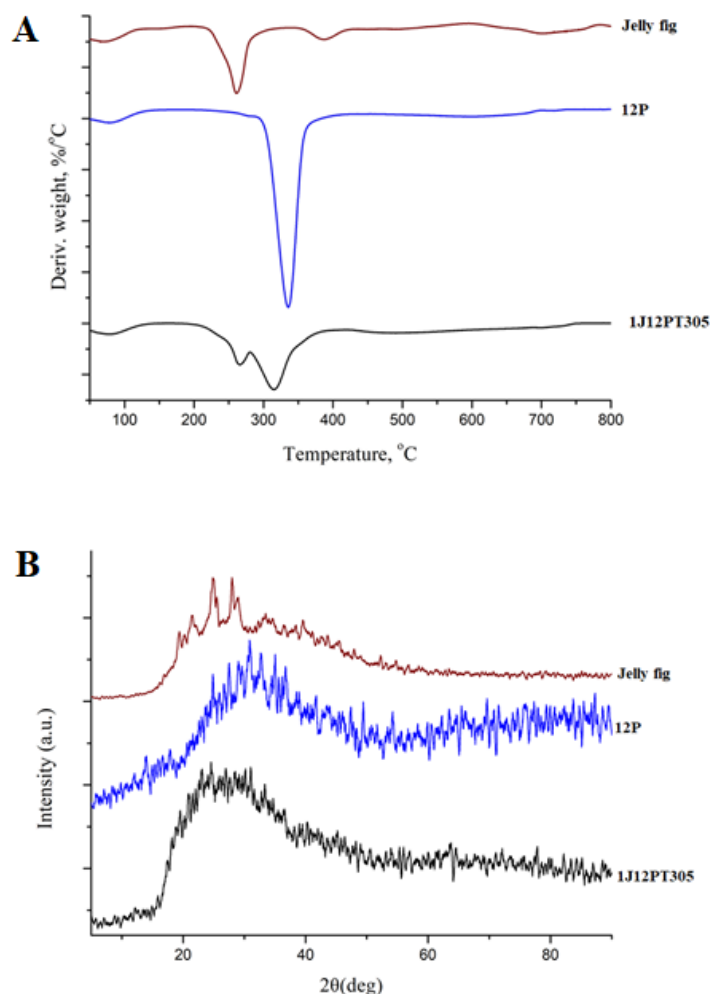 A
Jelly fig
12P
1J12PT305
Deriv. weight, %/°C
100 200 300 400 500 600 700 800
Temperature, °C
B
Jelly fig
12P
1J12PT305
Intensity (a.u.)
20 40 60 80
2θ(deg)